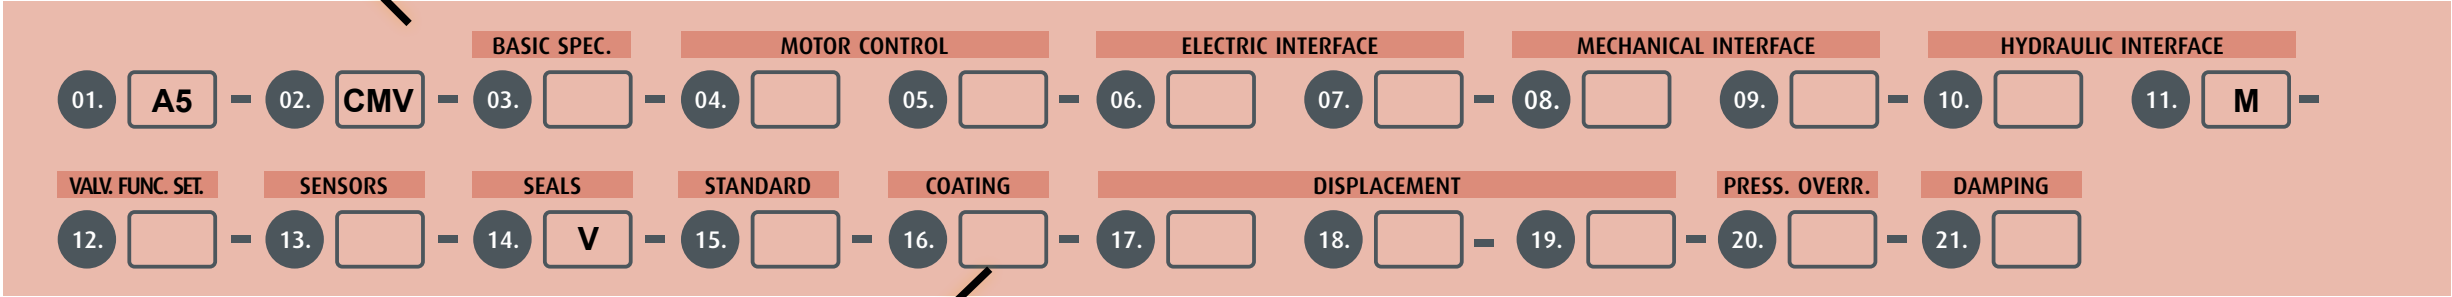 BASIC SPEC. MOTOR CONTROL ELECTRIC INTERFACE MECHANICAL INTERFACE HYDRAULIC INTERFACE
01. A5 - 02. CMV - 03. - 04. 05. - 06. 07. - 08. 09. - 10. 11. M -
VALV. FUNC. SET. SENSORS SEALS STANDARD COATING DISPLACEMENT PRESS. OVERR. DAMPING
12. - 13. - 14. V - 15. - 16. - 17. 18. - 19. - 20. - 21.